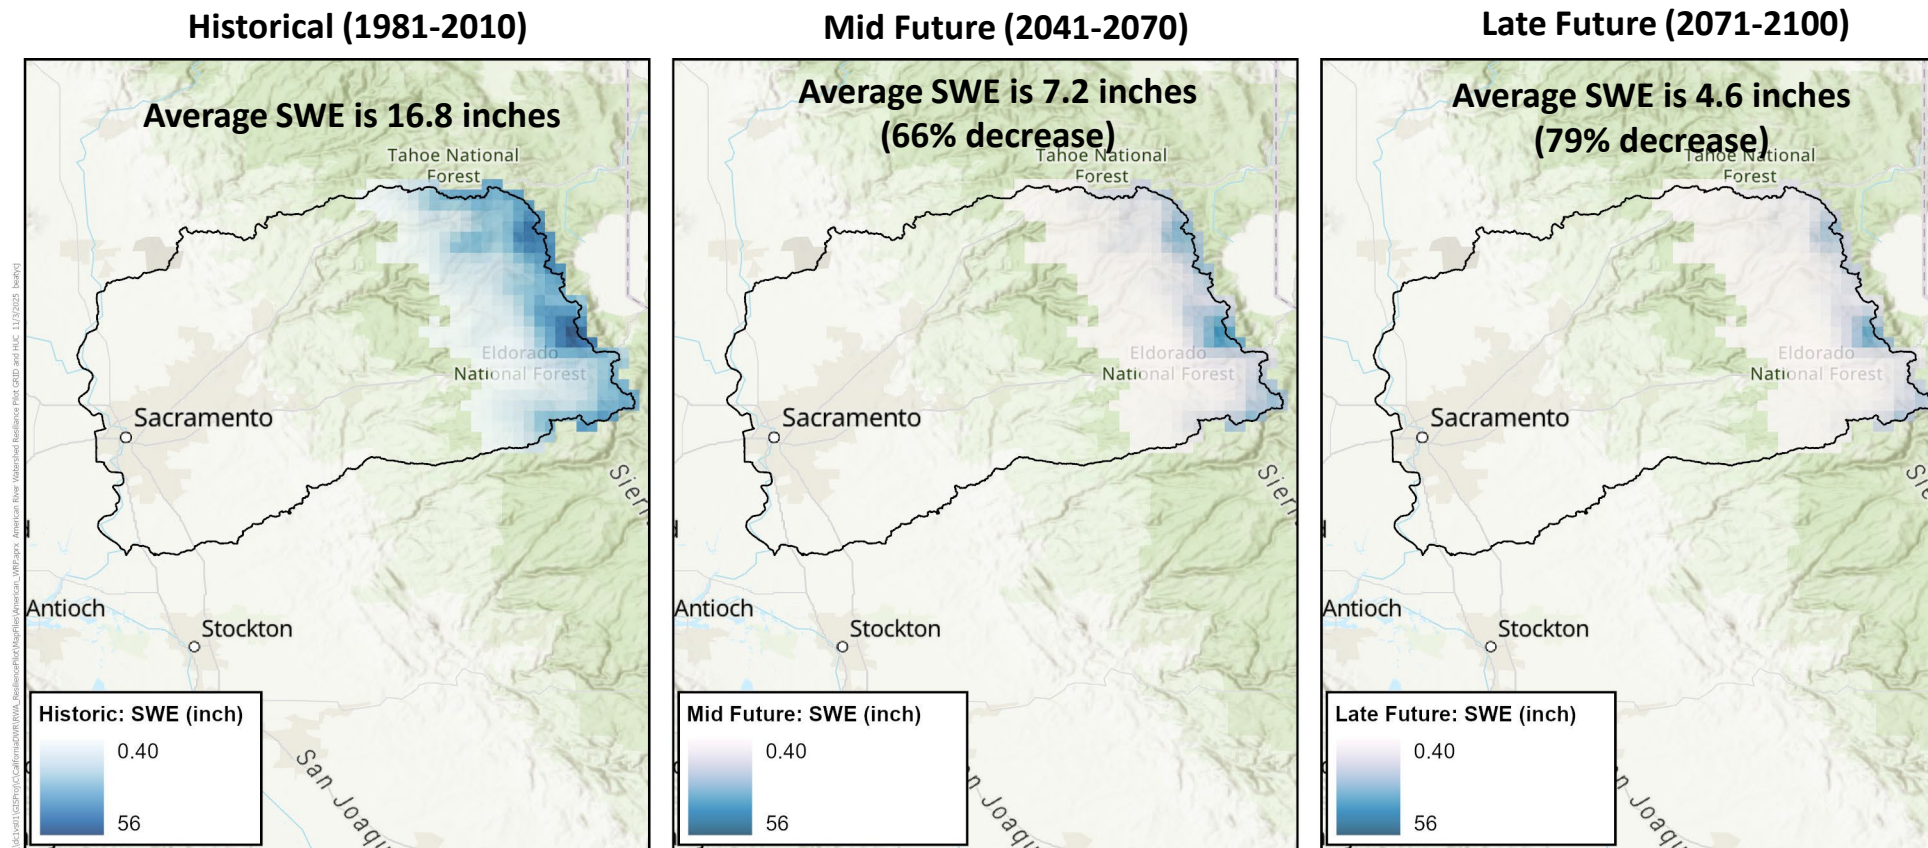 Historical (1981-2010)
Average SWE is 16.8 inches
Tahoe National
Forest
Eldorado
National Forest
Sacramento
Sierr
Antioch
Stockton
San Joaqu
Historic: SWE (inch)
0.40
56
Mid Future (2041-2070)
Average SWE is 7.2 inches
(66% decrease)
Tahoe National
Forest
Eldorado
National Forest
Sacramento
Sierr
Antioch
Stockton
n Joaqu
Mid Future: SWE (inch)
0.40
56
Late Future (2071-2100)
Average SWE is 4.6 inches
(79% decrease)
Tahoe National
Forest
Eldorado
National Forest
Sacramento
Sie
Antioch
Stockton
n Joaqu
Late Future: SWE (inch)
0.40
56